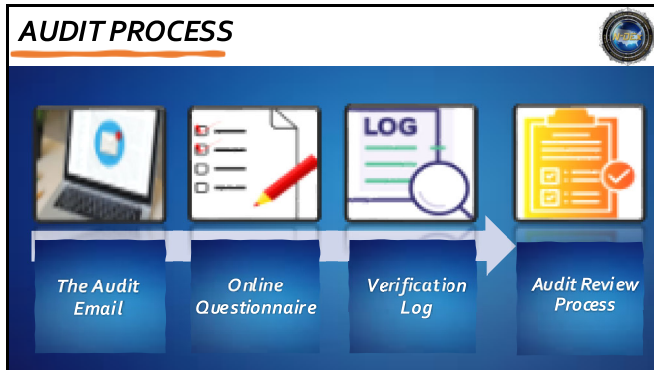 AUDIT PROCESS
LOG
The Audit
Email
Online
Questionnaire
Verification
Log
Audit Review
Process